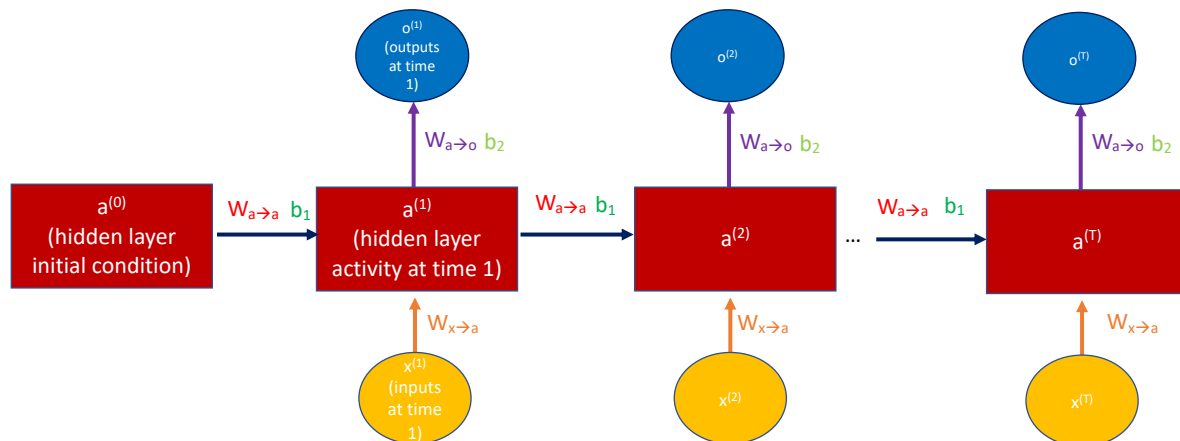 o(1)
(outputs
at time
1)
o(2)
o(T)
Wa→o b2
Wa→o b2
Wa→o b2
a(0)
(hidden layer
initial condition)
Wa→a b1
a(1)
(hidden layer
activity at time 1)
Wa→a b1
a(2)
...
Wa→a b1
a(T)
Wx→a
Wx→a
Wx→a
x(1)
(inputs
at time
1)
x(2)
x(T)